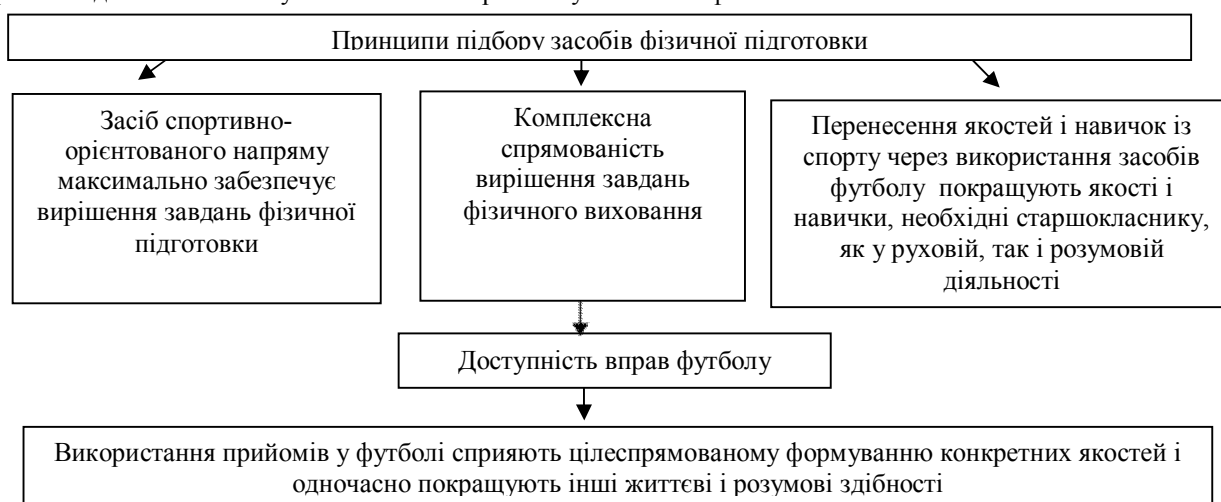 Принципи підбору засобів фізичної підготовки
Засіб спортивно-
орієнтованого напряму
максимально забезпечує
вирішення завдань фізичної
підготовки
Комплексна
спрямованість
вирішення завдань
фізичного виховання
Перенесення якостей і навичок із
спорту через використання засобів
футболу покращують якості і
навички, необхідні старшокласнику,
як у руховій, так і розумовій
діяльності
Доступність вправ футболу
Використання прийомів у футболі сприяють цілеспрямованому формуванню конкретних якостей і
одночасно покращують інші життєві і розумові здібності